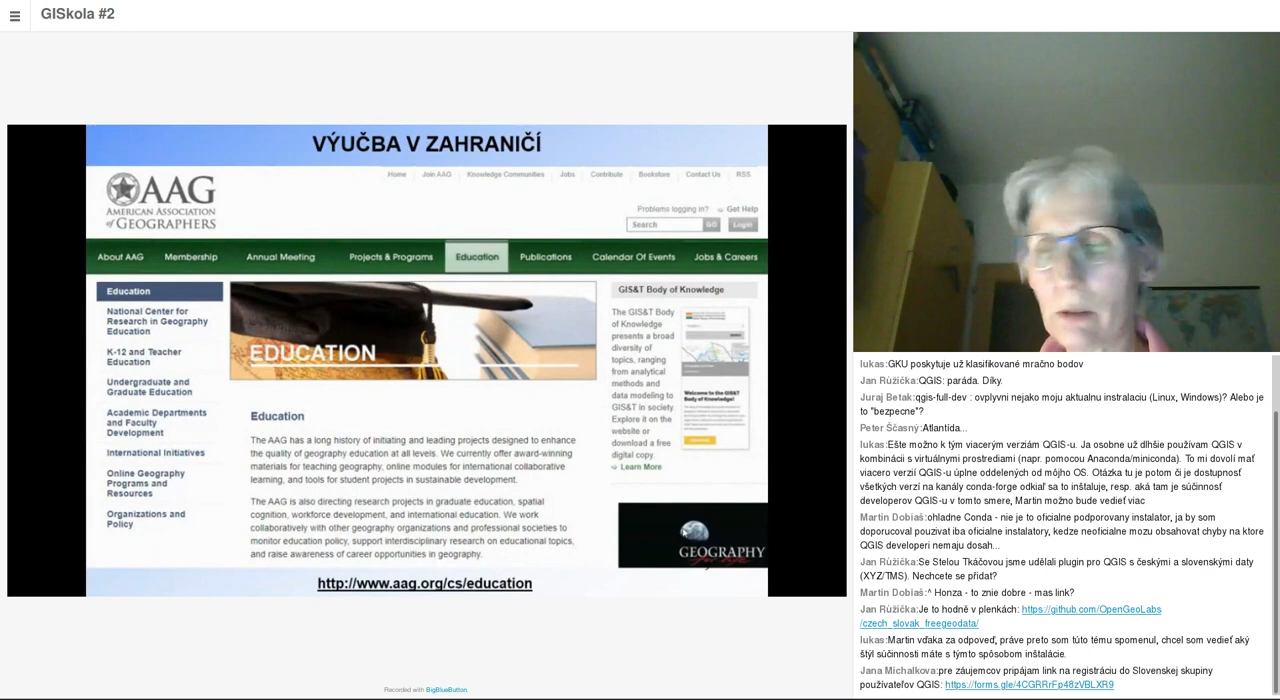 GISkola #2
VÝUČBA V ZAHRANIČÍ
AAG
AMERICAN ASSOCIATION
of GEOGRAPHERS
Home
Join AAG
Knowledge Communities
Jobs
Contribute
Bookstore
Contact Us
RSS
Problems logging in?
Get Help
Search
GO
Login
About AAG
Membership
Annual Meeting
Projects & Programs
Education
Publications
Calendar Of Events
Jobs & Careers
Education
National Center for
Research in Geography
Education
K-12 and Teacher
Education
Undergraduate and
Graduate Education
Academic Departments
and Faculty
Development
International Initiatives
Online Geography
Programs and
Resources
Organizations and
Policy
EDUCATION
Education
The AAG has a long history of initiating and leading projects designed to enhance
the quality of geography education at all levels. We currently offer award-winning
materials for teaching geography, online modules for international collaborative
learning, and tools for student projects in sustainable development.
The AAG is also directing research projects in graduate education, spatial
cognition, workforce development, and international education. We work
collaboratively with other geography organizations and professional societies to
monitor education policy, support interdisciplinary research on educational topics,
and raise awareness of career opportunities in geography.
GIS&T Body of Knowledge
The GIS&T Body
of Knowledge
presents a broad
diversity of
topics, ranging
from analytical
methods and
data modeling to
GIS&T in society.
Explore it on the
website or
download a free
digital copy.
Learn More
Welcome to the GIS&T
Body of Knowledge!
GEOGRAPHY
http://www.aag.org/cs/education
Recorded with BigBlueButton.
lukas:GKU poskytuje už klasifikované mračno bodov
Jan Růžička:QGIS: paráda. Díky.
Juraj Betak:qgis-full-dev : ovplyvni nejako moju aktualnu instralaciu (Linux, Windows)? Alebo je
to "bezpecne"?
Peter Ščasný:Atlantída...
lukas:Ešte možno k tým viacerým verziám QGIS-u. Ja osobne už dlhšie používam QGIS v
kombinácii s virtuálnymi prostrediami (napr. pomocou Anaconda/miniconda). To mi dovolí mať
viacero verzií QGIS-u úplne oddelených od môjho OS. Otázka tu je potom či je dostupnosť
všetkých verzí na kanály conda-forge odkiaľ sa to inštaluje, resp. aká tam je súčinnosť
developerov QGIS-u v tomto smere, Martin možno bude vedieť viac
Martin Dobiaš:ohladne Conda - nie je to oficialne podporovany instalator, ja by som
doporucoval pouzivat iba oficialne instalatory, kedze neoficialne mozu obsahovat chyby na ktore
QGIS developeri nemaju dosah...
Jan Růžička:Se Stelou Tkáčovou jsme udělali plugin pro QGIS s českými a slovenskými daty
(XYZ/TMS). Nechcete se přidat?
Martin Dobiaš:^ Honza - to znie dobre - mas link?
Jan Růžička:Je to hodně v plenkách: https://github.com/OpenGeoLabs
/czech_slovak_freegeodata/
lukas:Martin vďaka za odpoveď, práve preto som túto tému spomenul, chcel som vedieť aký
štýl súčinnosti máte s týmto spôsobom inštalácie.
Jana Michalkova:pre záujemcov pripájam link na registráciu do Slovenskej skupiny
používateľov QGIS: https://forms.gle/4CGRRrFp48zVBLXR9